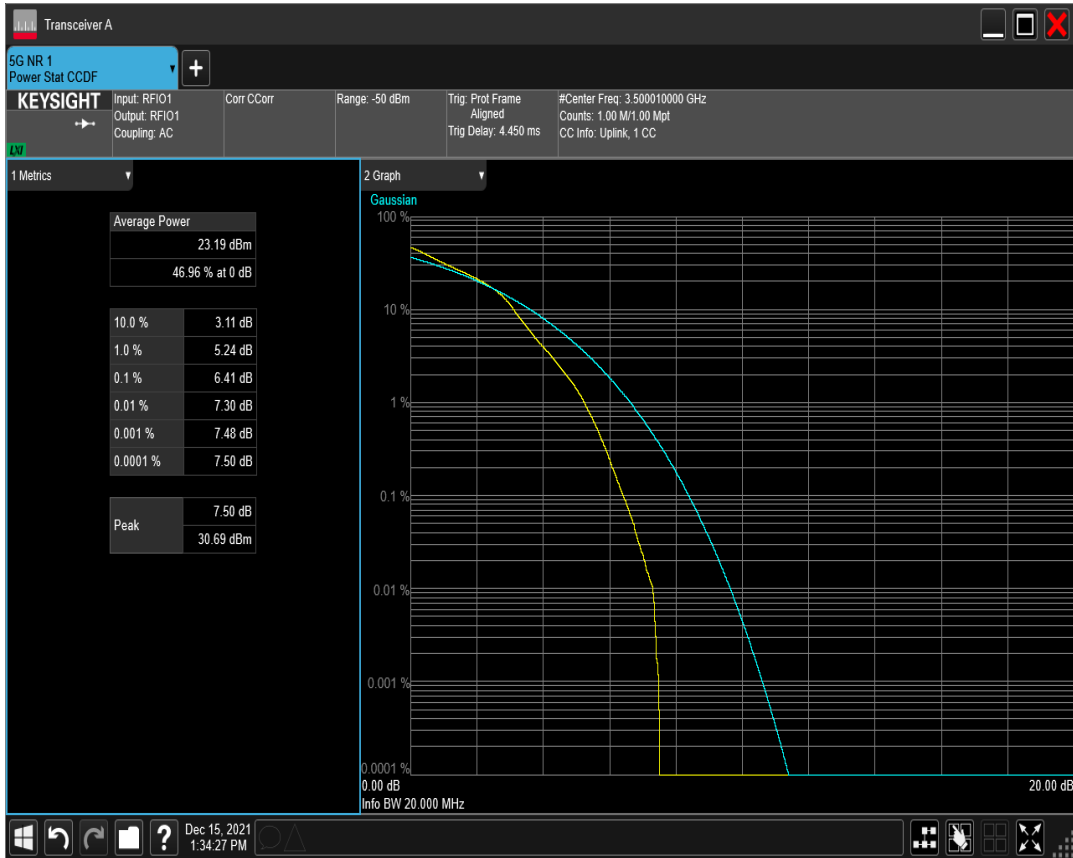 Transceiver A
5G NR 1
Power Stat CCDF
KEYSIGHT
LXI
Input: RFIO1
Output: RFIO1
Coupling: AC
Corr CCorr
Range: -50 dBm
Trig: Prot Frame
Aligned
Trig Delay: 4.450 ms
#Center Freq: 3.500010000 GHz
Counts: 1.00 M/1.00 Mpt
CC Info: Uplink, 1 CC
1 Metrics
Average Power
23.19 dBm
46.96 % at 0 dB
10.0 % 3.11 dB
1.0 % 5.24 dB
0.1 % 6.41 dB
0.01 % 7.30 dB
0.001 % 7.48 dB
0.0001 % 7.50 dB
Peak
7.50 dB
30.69 dBm
2 Graph
Gaussian
100 %
10 %
1 %
0.1 %
0.01 %
0.001 %
0.0001 %
0.00 dB 20.00 dB
Info BW 20.000 MHz
?
Dec 15, 2021
1:34:27 PM